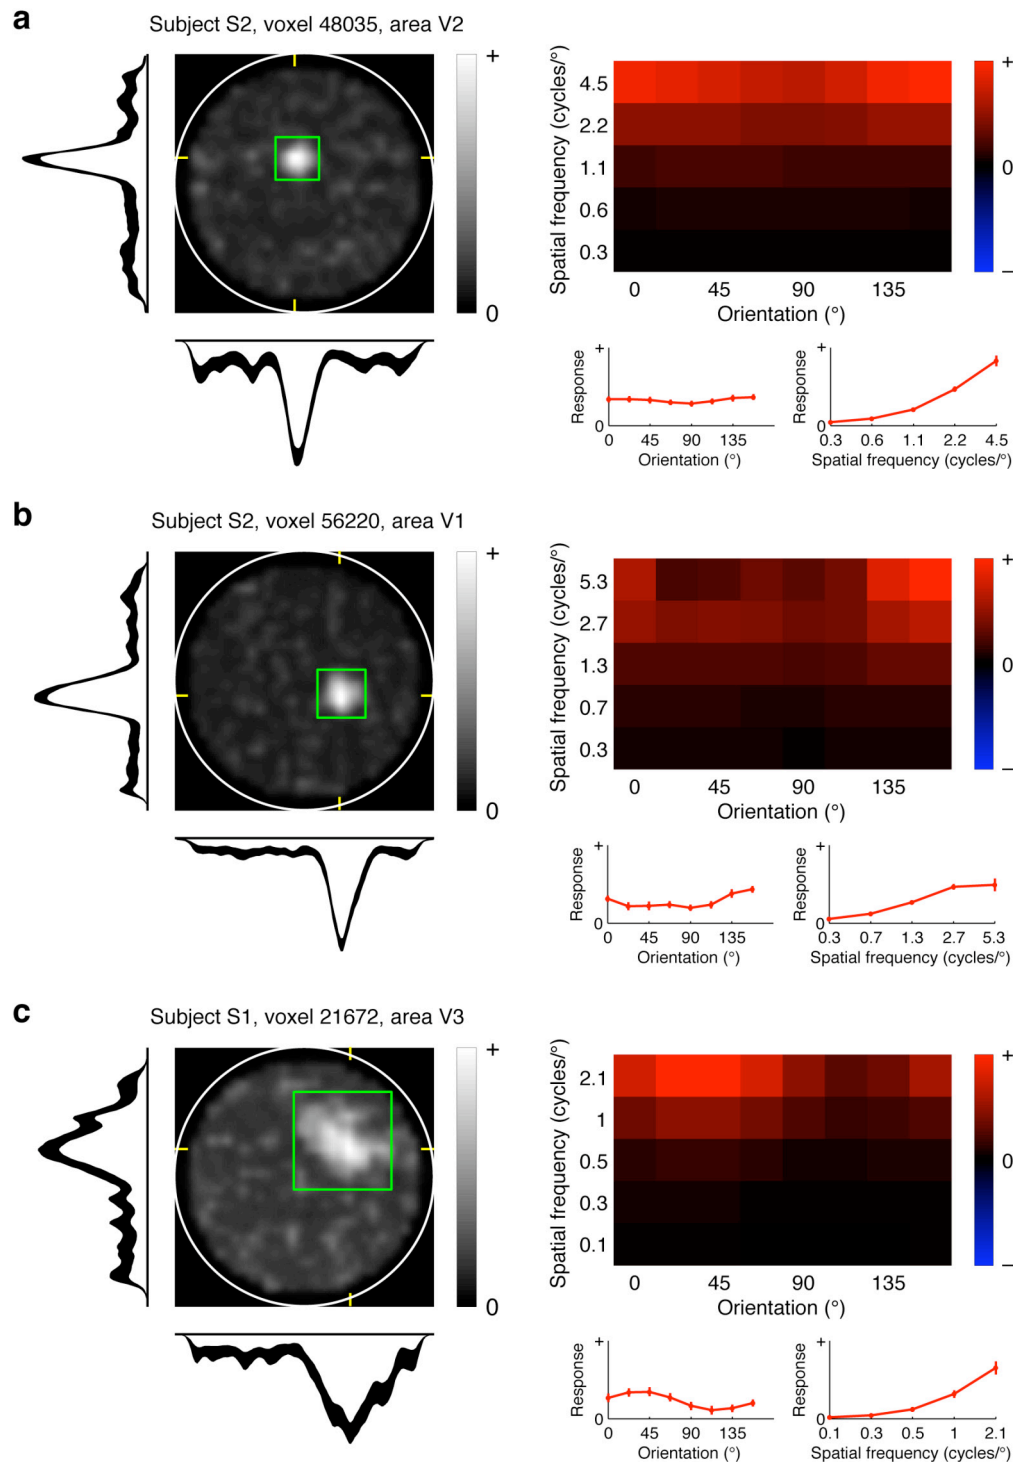 a
Subject S2, voxel 48035, area V2
+
0
Spatial frequency (cycles/°)
4.5
2.2
1.1
0.6
0.3
0 45 90 135
Orientation (°)
+
0
–
Response
+
0
0 45 90 135
Orientation (°)
Response
+
0
0.3 0.6 1.1 2.2 4.5
Spatial frequency (cycles/°)
b
Subject S2, voxel 56220, area V1
+
0
Spatial frequency (cycles/°)
5.3
2.7
1.3
0.7
0.3
0 45 90 135
Orientation (°)
+
0
–
Response
+
0
0 45 90 135
Orientation (°)
Response
+
0
0.3 0.7 1.3 2.7 5.3
Spatial frequency (cycles/°)
c
Subject S1, voxel 21672, area V3
+
0
Spatial frequency (cycles/°)
2.1
1
0.5
0.3
0.1
0 45 90 135
Orientation (°)
+
0
–
Response
+
0
0 45 90 135
Orientation (°)
Response
+
0
0.1 0.3 0.5 1 2.1
Spatial frequency (cycles/°)